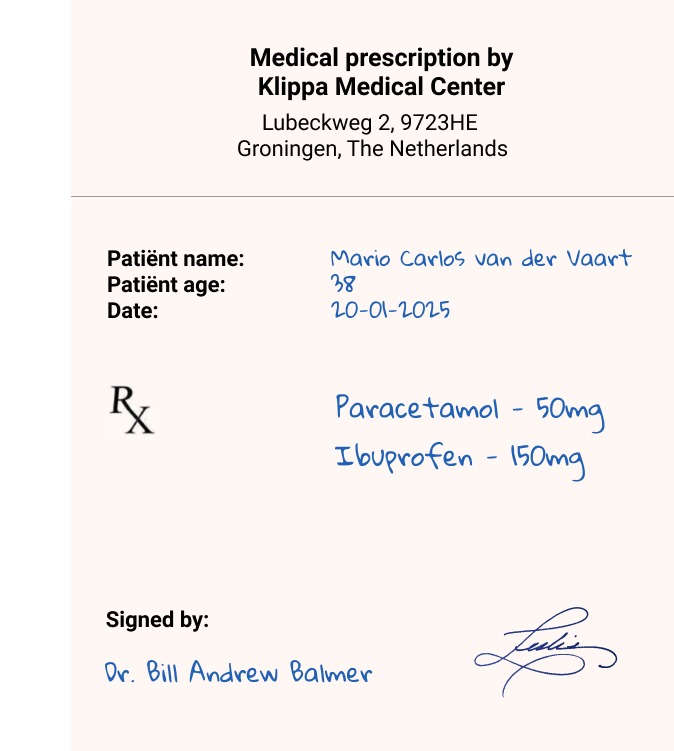 Medical prescription by
Klippa Medical Center
Lubeckweg 2, 9723HE
Groningen, The Netherlands
Patiënt name: Mario Carlos van der Vaart
Patiënt age: 38
Date: 20-01-2025
Rx
Paracetamol - 50mg
Ibuprofen - 150mg
Signed by:
Dr. Bill Andrew Balmer